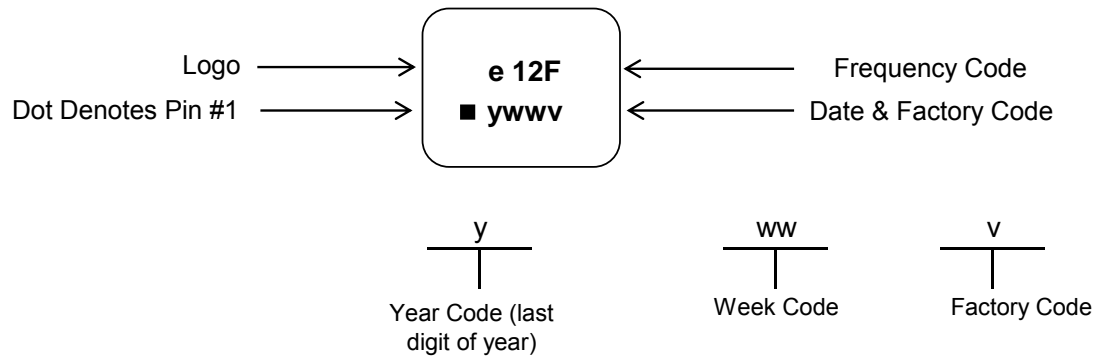 Logo
e 12F
Frequency Code
Dot Denotes Pin #1
■ ywwv
Date & Factory Code
y
ww
v
Year Code (last
digit of year)
Week Code
Factory Code